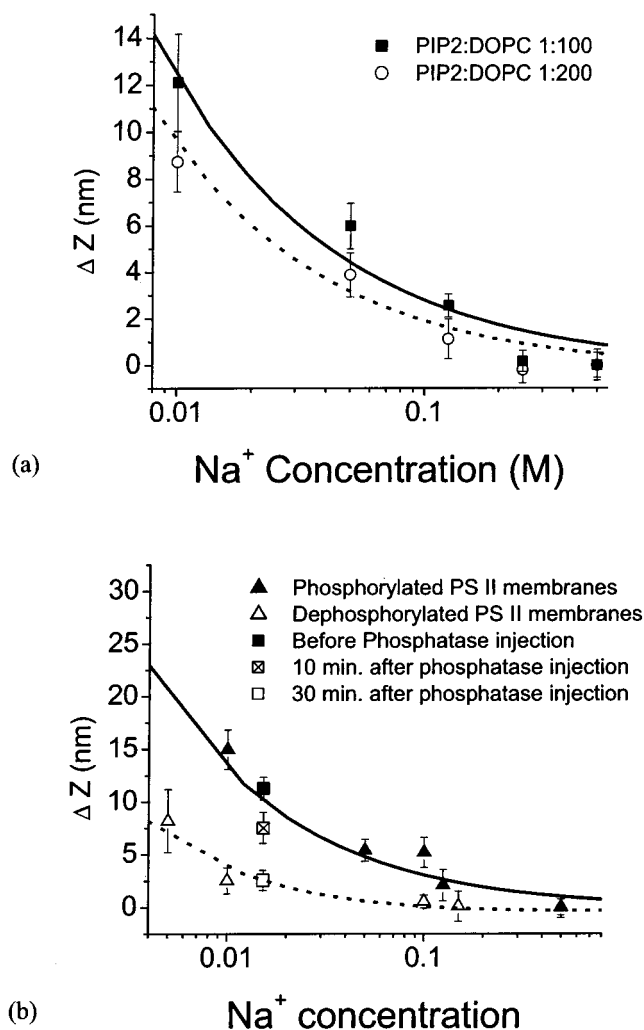 14
12
10
8
6
4
2
0
Δ Z (nm)
PIP2:DOPC 1:100
PIP2:DOPC 1:200
0.01
0.1
(a)
Na+ Concentration (M)
30
25
20
15
10
5
0
Δ Z (nm)
Phosphorylated PS II membranes
Dephosphorylated PS II membranes
Before Phosphatase injection
10 min. after phosphatase injection
30 min. after phosphatase injection
0.01
0.1
(b)
Na+ concentration